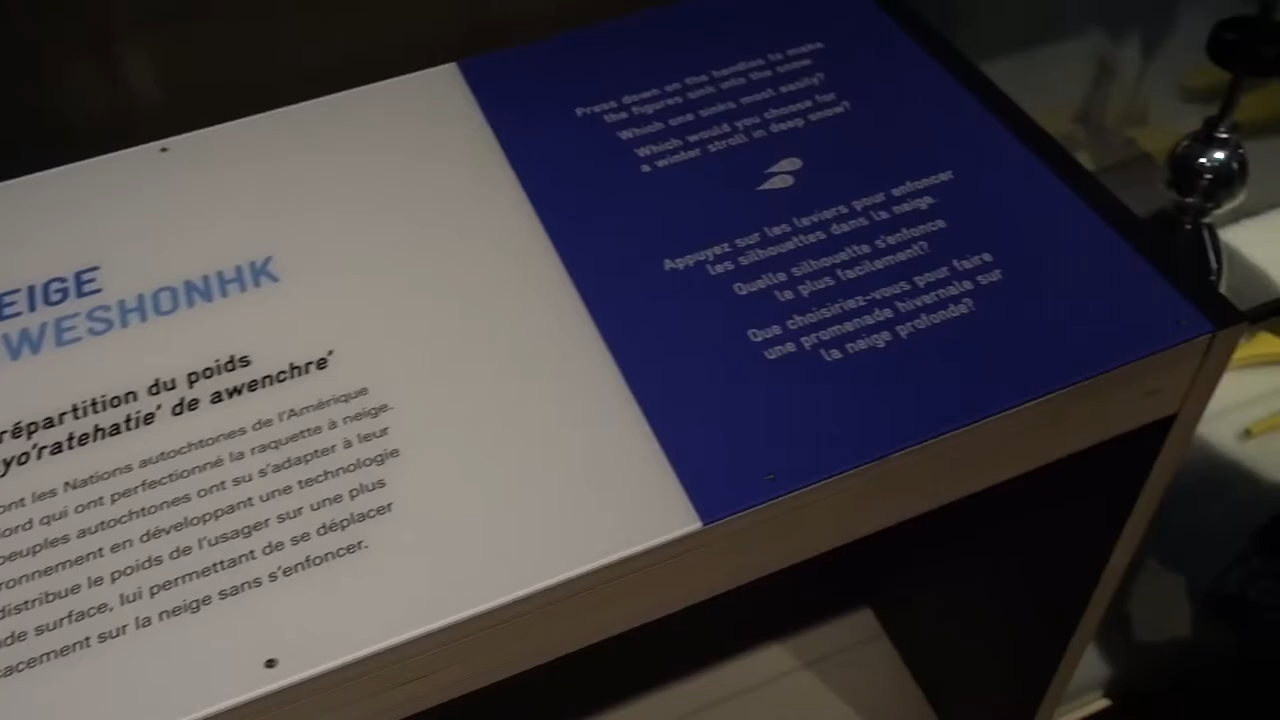 EIGE
WESHONHK
répartition du poids
yo'ratehatie' de awenchre'
ont les Nations autochtones de l'Amérique
ord qui ont perfectionné la raquette à neige.
peuples autochtones ont su s'adapter à leur
ronnement en développant une technologie
distribue le poids de l'usager sur une plus
de surface, lui permettant de se déplacer
cacement sur la neige sans s'enfoncer.
Press down on the handles to make
the figures sink into the snow.
Which one sinks most easily?
Which would you choose for
a winter stroll in deep snow?
Appuyez sur les leviers pour enfoncer
les silhouettes dans la neige.
Quelle silhouette s'enfonce
le plus facilement?
Que choisiriez-vous pour faire
une promenade hivernale sur
la neige profonde?